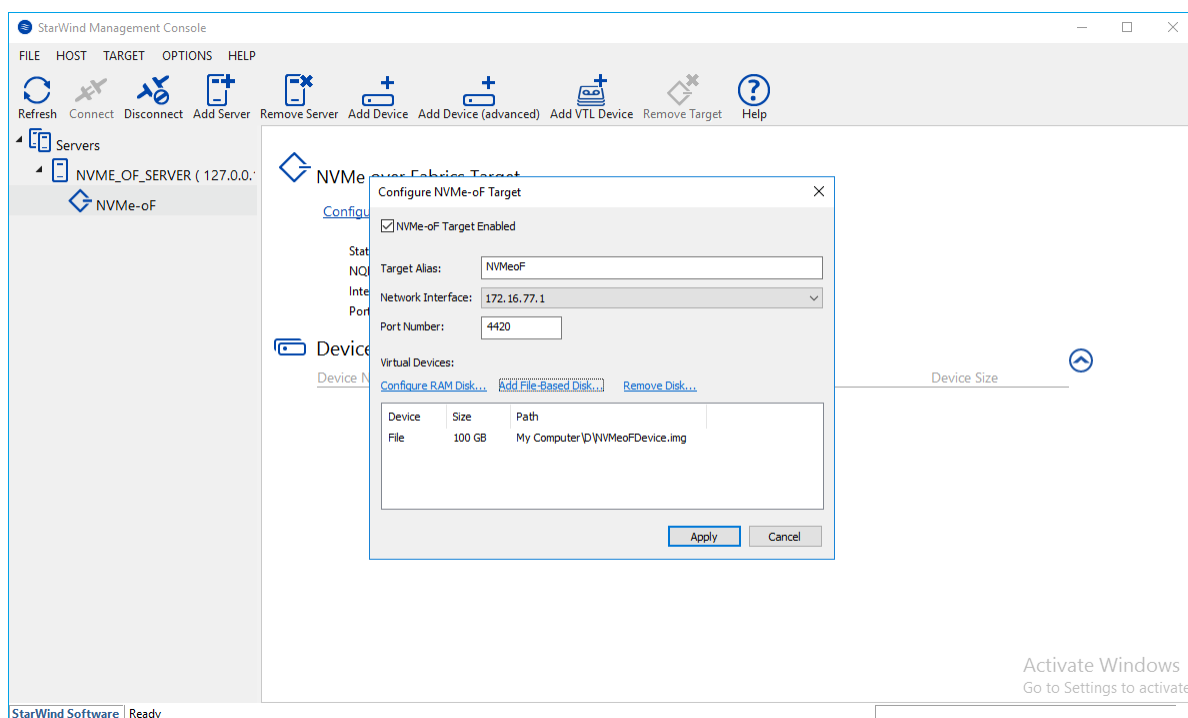 StarWind Management Console
FILE HOST TARGET OPTIONS HELP
Refresh Connect Disconnect Add Server Remove Server Add Device Add Device (advanced) Add VTL Device Remove Target Help
Servers
NVME_OF_SERVER ( 127.0.0.
NVMe-oF
NVMe over Fabrics Target
Configu
Stat
NQ
Inte
Port
Device
Device N Device Size
Configure NVMe-oF Target
NVMe-oF Target Enabled
Target Alias: NVMeoF
Network Interface: 172.16.77.1
Port Number: 4420
Virtual Devices:
Configure RAM Disk... Add File-Based Disk... Remove Disk...
Device Size Path
File 100 GB My Computer\D\NVMeoFDevice.img
Apply Cancel
Activate Windows
Go to Settings to activate
StarWind Software Ready